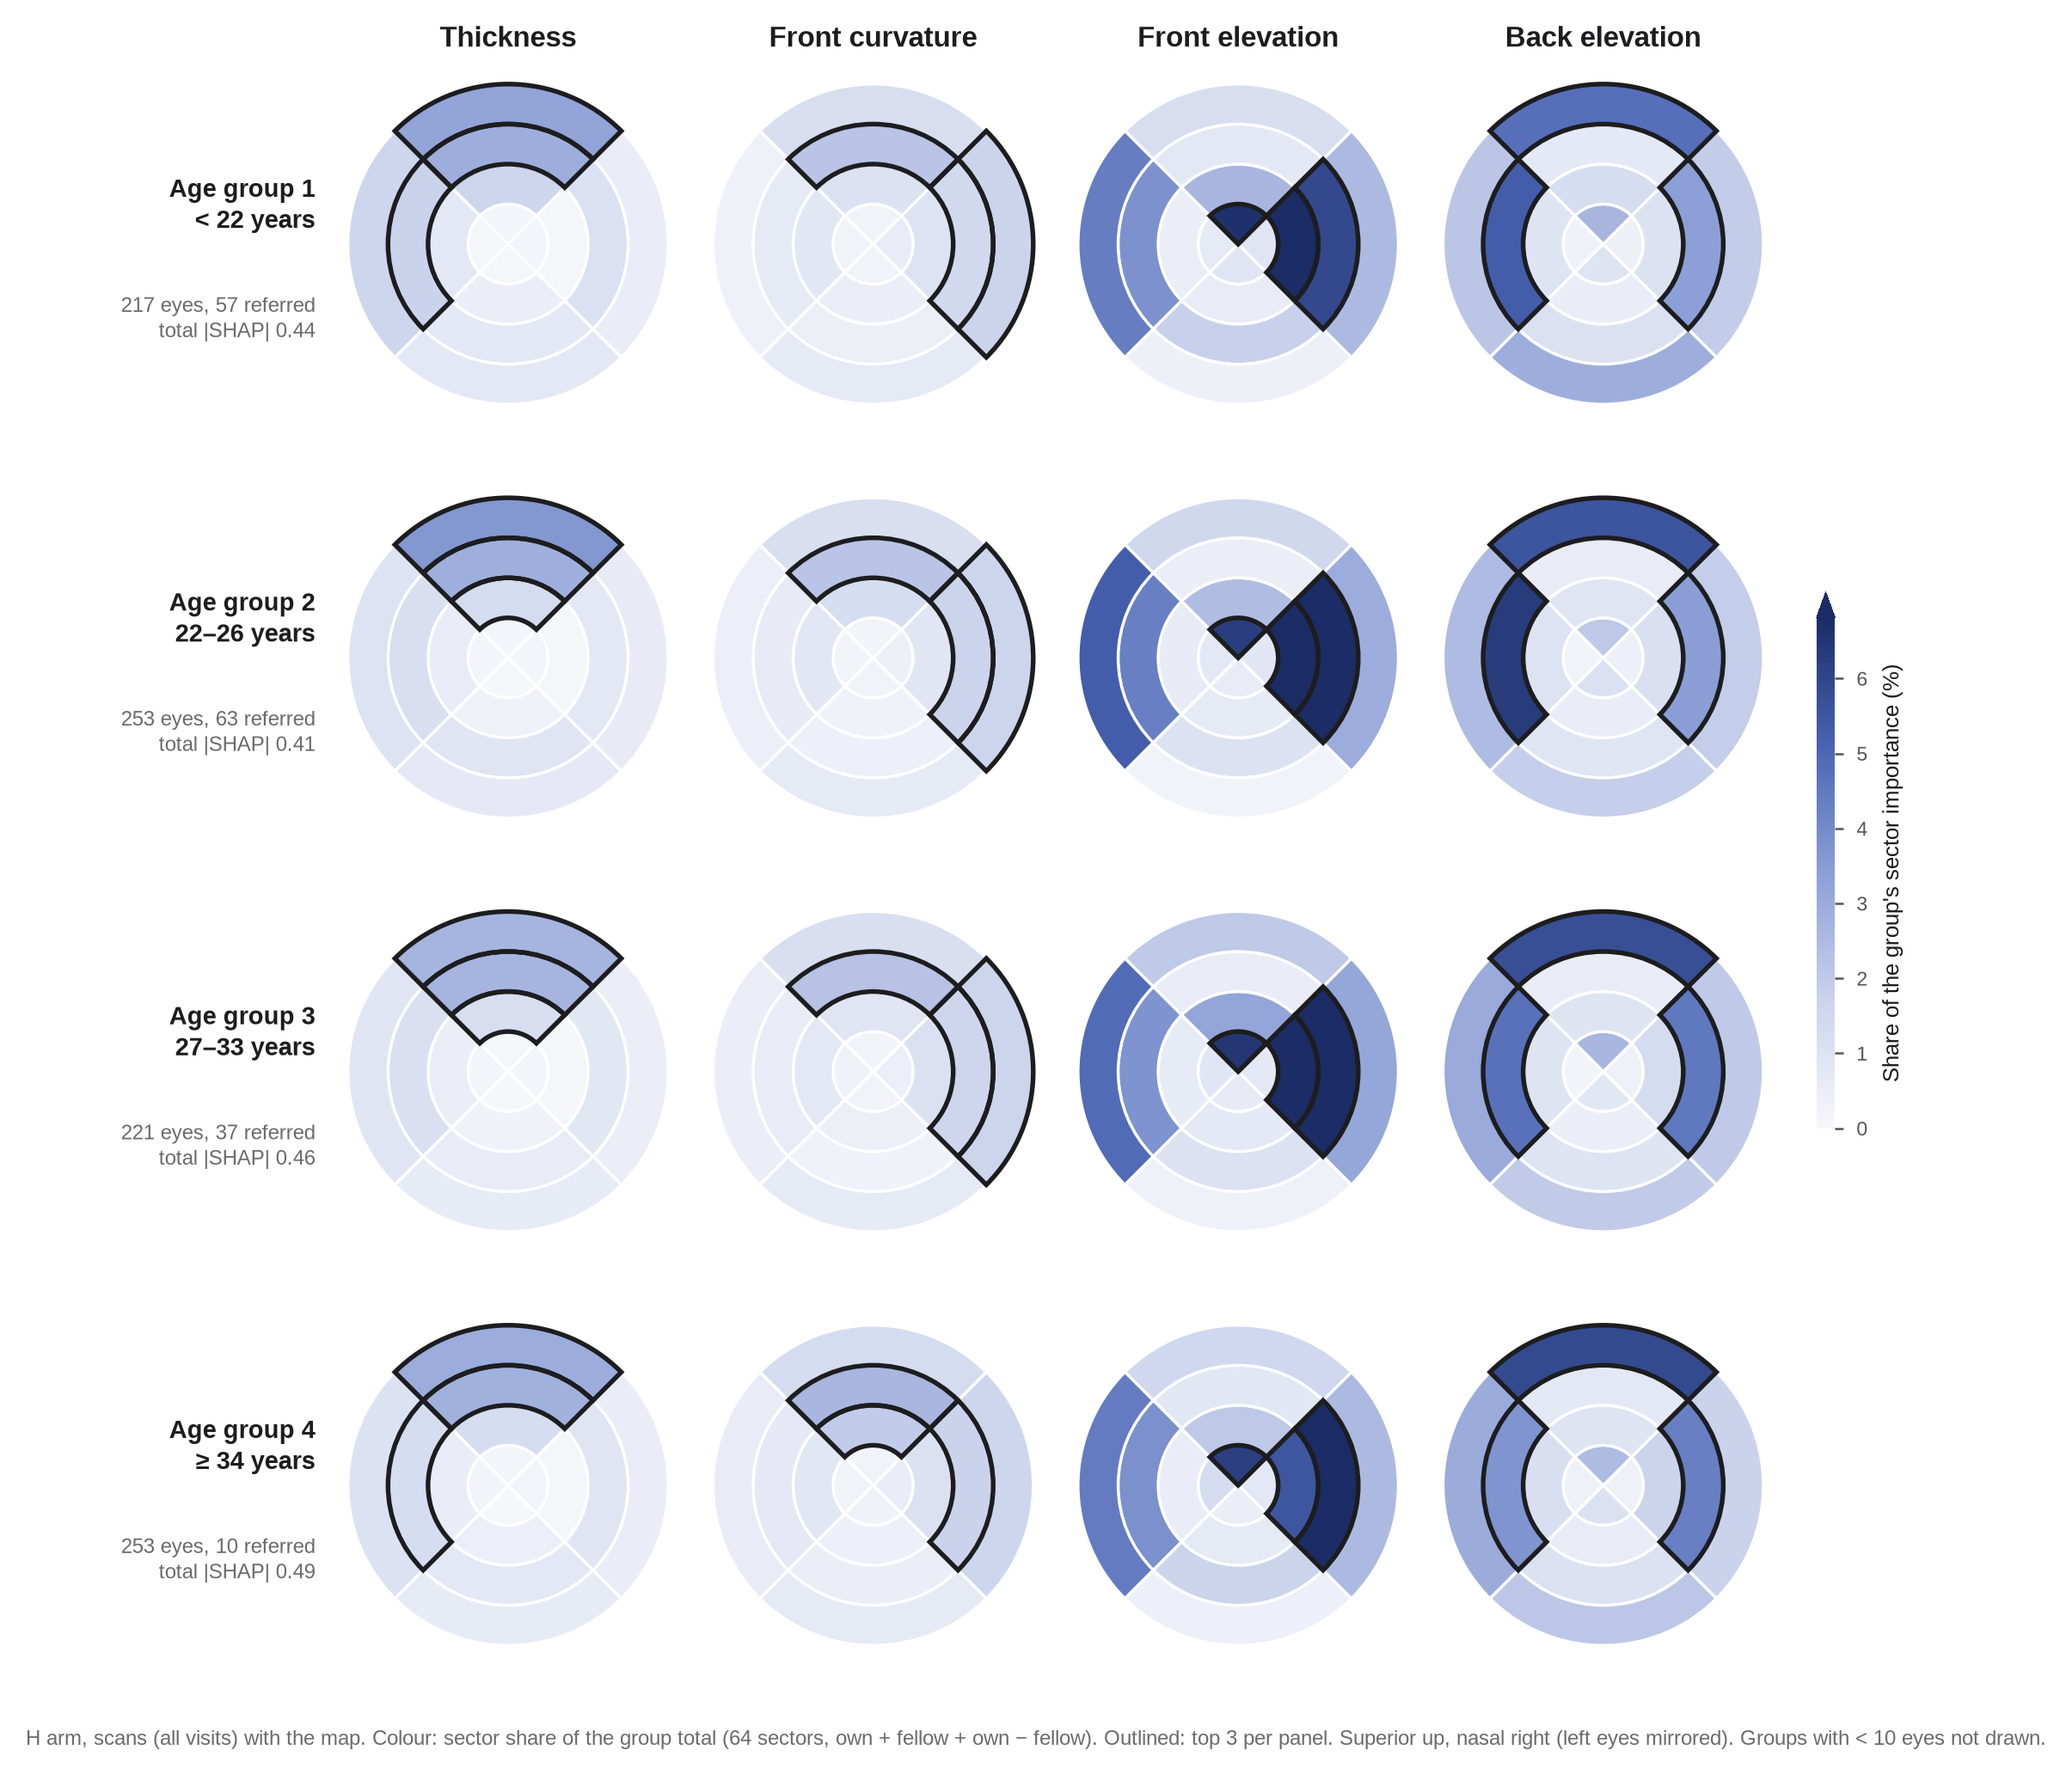 Thickness
Front curvature
Front elevation
Back elevation
Age group 1
< 22 years
217 eyes, 57 referred
total |SHAP| 0.44
Age group 2
22–26 years
253 eyes, 63 referred
total |SHAP| 0.41
Age group 3
27–33 years
221 eyes, 37 referred
total |SHAP| 0.46
Age group 4
≥ 34 years
253 eyes, 10 referred
total |SHAP| 0.49
6
5
4
3
2
1
0
Share of the group's sector importance (%)
H arm, scans (all visits) with the map. Colour: sector share of the group total (64 sectors, own + fellow + own − fellow). Outlined: top 3 per panel. Superior up, nasal right (left eyes mirrored). Groups with < 10 eyes not drawn.